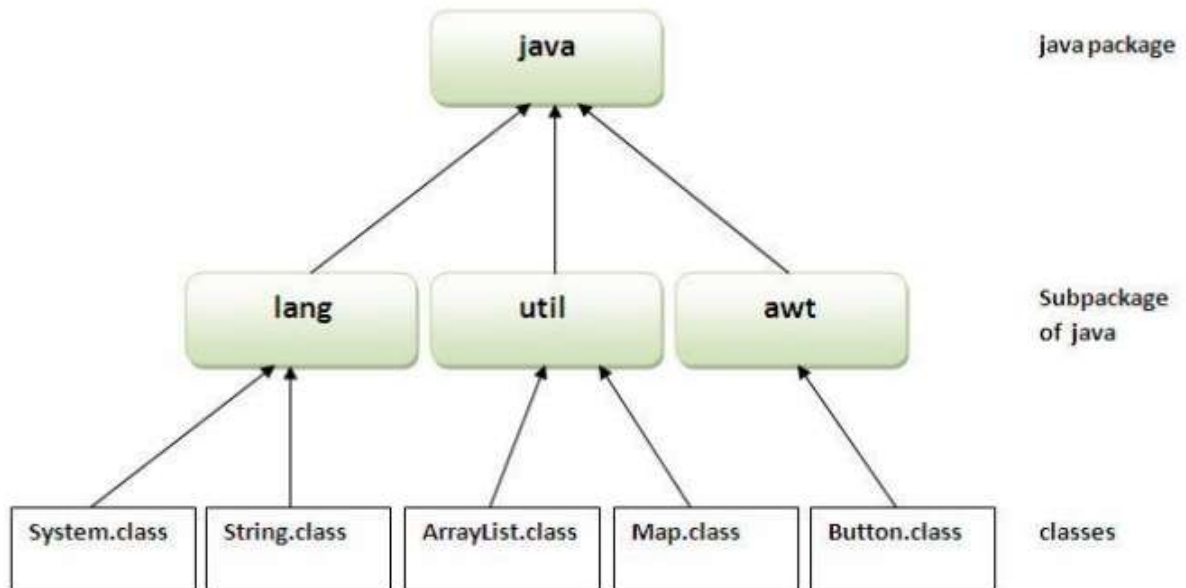 java
java package
lang
util
awt
Subpackage
of java
System.class
String.class
ArrayList.class
Map.class
Button.class
classes